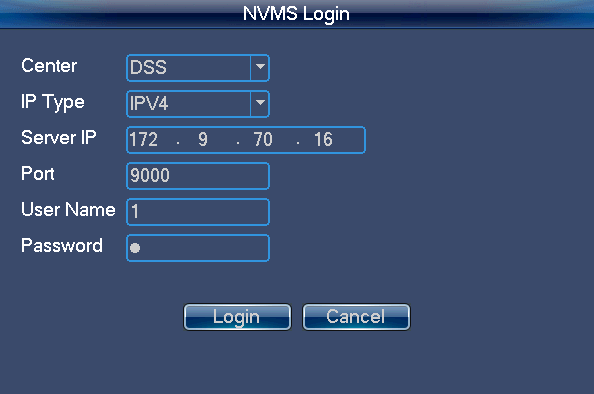 NVMS Login
Center DSS
IP Type IPV4
Server IP 172 . 9 . 70 . 16
Port 9000
User Name 1
Password ●
Login Cancel